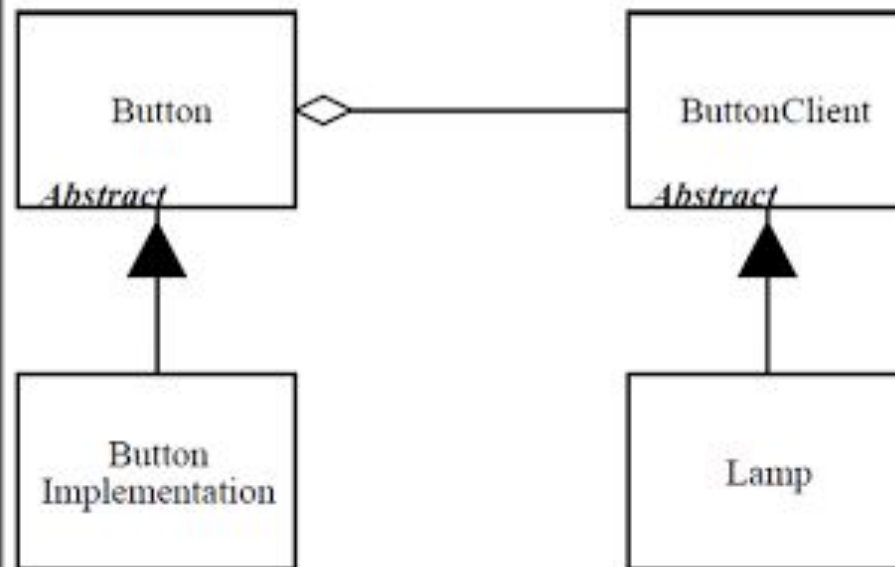 Button
Abstract
ButtonClient
Abstract
Button
Implementation
Lamp